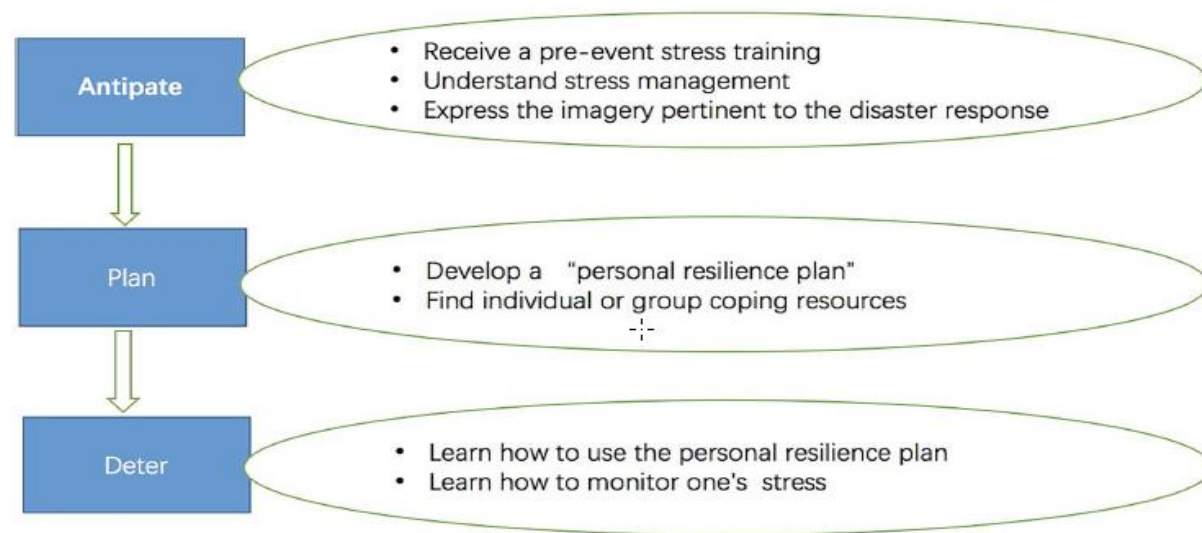 Antipate
• Receive a pre-event stress training
• Understand stress management
• Express the imagery pertinent to the disaster response
Plan
• Develop a “personal resilience plan”
• Find individual or group coping resources
Deter
• Learn how to use the personal resilience plan
• Learn how to monitor one's stress